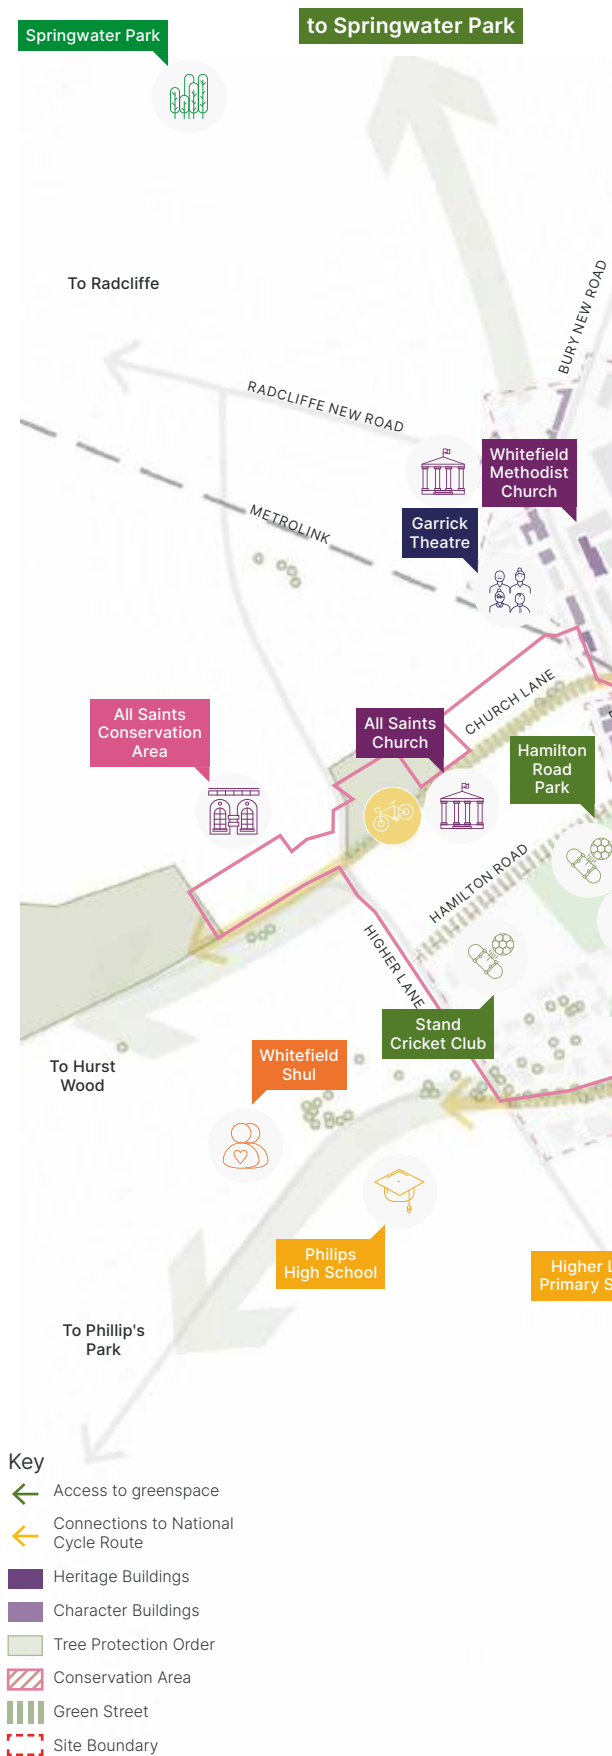 Springwater Park
to Springwater Park
To Radcliffe
BURY NEW ROAD
RADCLIFFE NEW ROAD
Whitefield
Methodist
Church
METROLINK
Garrick
Theatre
CHURCH LANE
All Saints
Conservation
Area
All Saints
Church
Hamilton
Road
Park
HAMILTON ROAD
HIGHER LANE
Stand
Cricket Club
To Hurst
Wood
Whitefield
Shul
Philips
High School
Higher L
Primary S
To Phillip's
Park
Key
Access to greenspace
Connections to National
Cycle Route
Heritage Buildings
Character Buildings
Tree Protection Order
Conservation Area
Green Street
Site Boundary